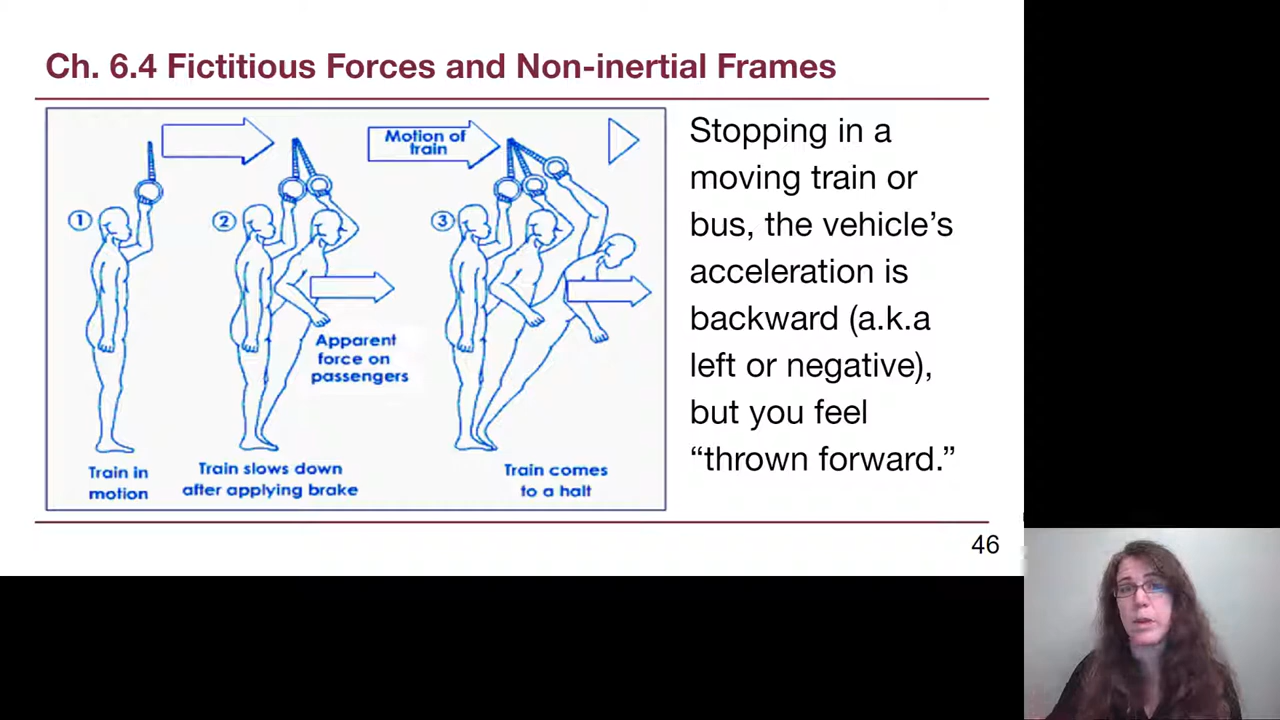 Ch. 6.4 Fictitious Forces and Non-inertial Frames
Motion of
train
1
2
3
Apparent
force on
passengers
Train in
motion
Train slows down
after applying brake
Train comes
to a halt
Stopping in a
moving train or
bus, the vehicle’s
acceleration is
backward (a.k.a
left or negative),
but you feel
“thrown forward.”
46